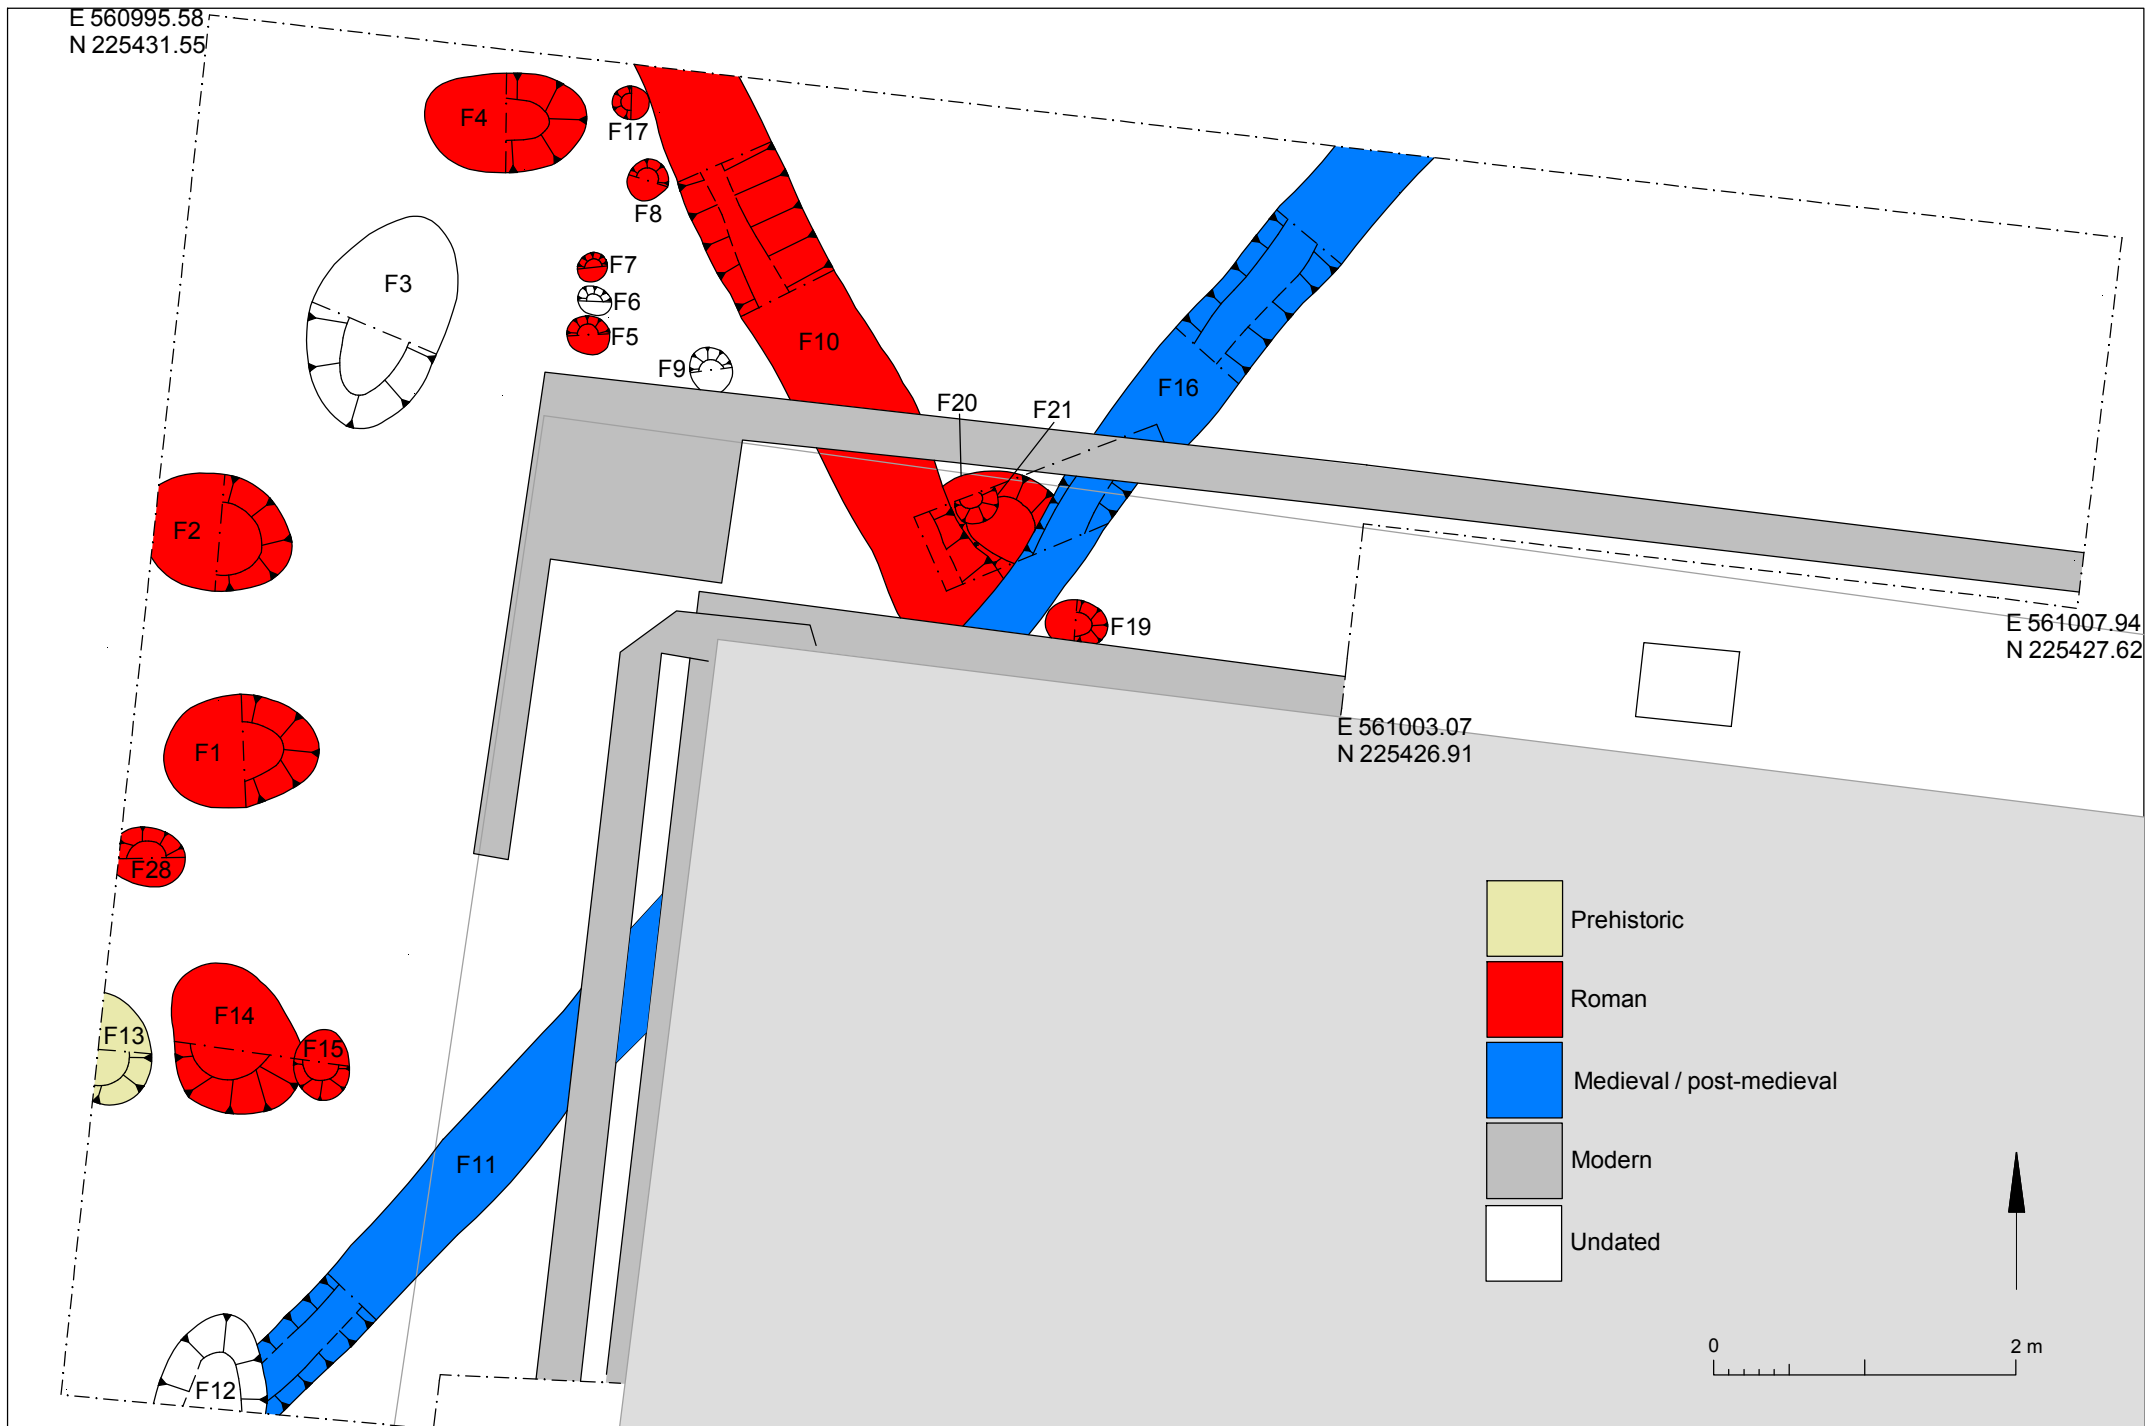 E 560995.58
N 225431.55
F4
F17
F8
F3
F7
F6
F5
F9
F10
F16
F20
F21
F2
F19
E 561007.94
N 225427.62
F1
E 561003.07
N 225426.91
F28
Prehistoric
Roman
F13
F14
F15
Medieval / post-medieval
F11
Modern
Undated
F12
0
2 m